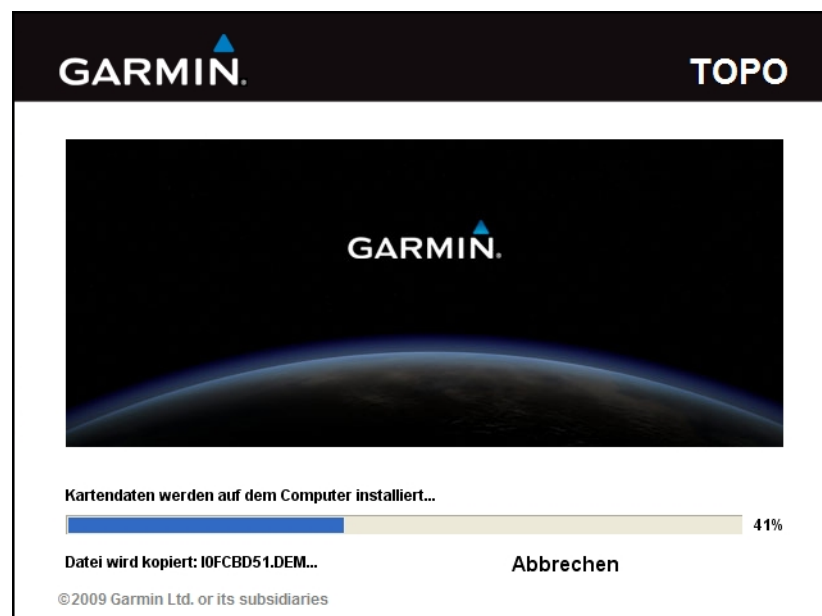 GARMIN.
TOPO
GARMIN.
Kartendaten werden auf dem Computer installiert...
41%
Datei wird kopiert: I0FCBD51.DEM...
Abbrechen
©2009 Garmin Ltd. or its subsidiaries